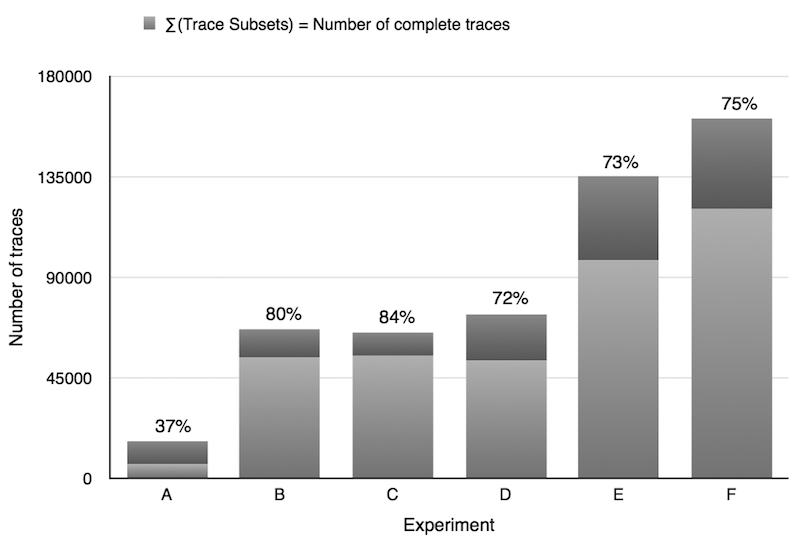 ∑(Trace Subsets) = Number of complete traces
180000
135000
90000
45000
0
Number of traces
37%
80%
84%
72%
73%
75%
A
B
C
D
E
F
Experiment